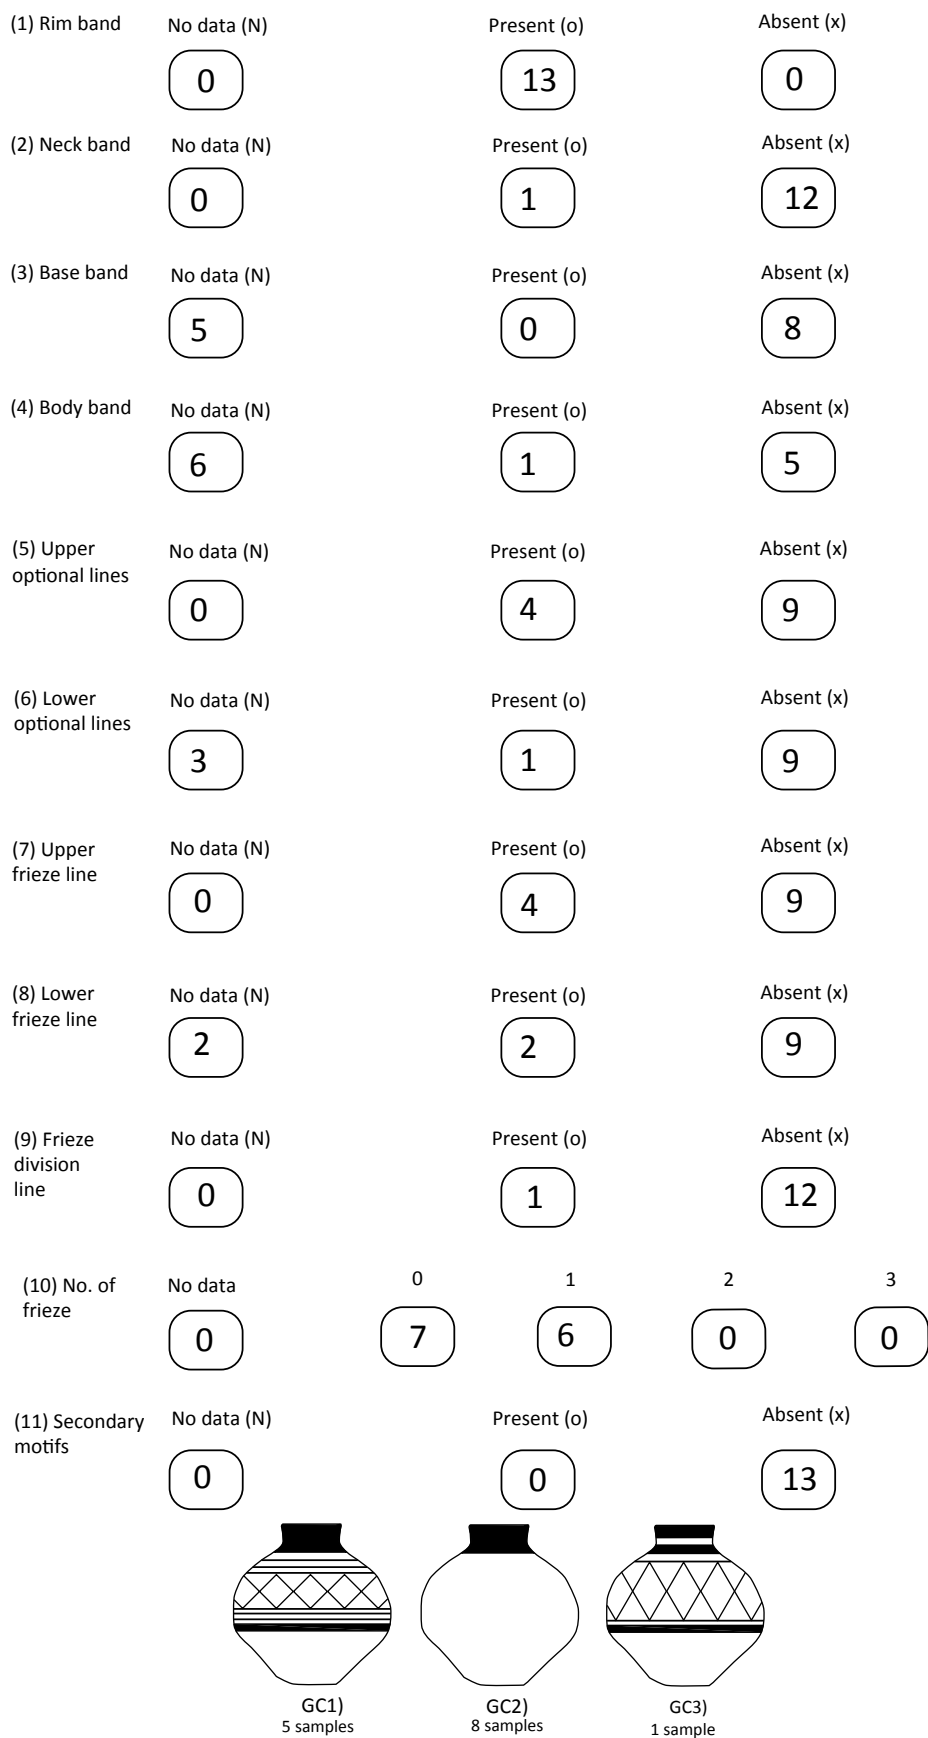 (1) Rim band No data (N) Present (o) Absent (x)
0 13 0
(2) Neck band No data (N) Present (o) Absent (x)
0 1 12
(3) Base band No data (N) Present (o) Absent (x)
5 0 8
(4) Body band No data (N) Present (o) Absent (x)
6 1 5
(5) Upper
optional lines
No data (N) Present (o) Absent (x)
0 4 9
(6) Lower
optional lines
No data (N) Present (o) Absent (x)
3 1 9
(7) Upper
frieze line
No data (N) Present (o) Absent (x)
0 4 9
(8) Lower
frieze line
No data (N) Present (o) Absent (x)
2 2 9
(9) Frieze
division
line
No data (N) Present (o) Absent (x)
0 1 12
(10) No. of
frieze
No data 0 1 2 3
0 7 6 0 0
(11) Secondary
motifs
No data (N) Present (o) Absent (x)
0 0 13
GC1) GC2) GC3)
5 samples 8 samples 1 sample